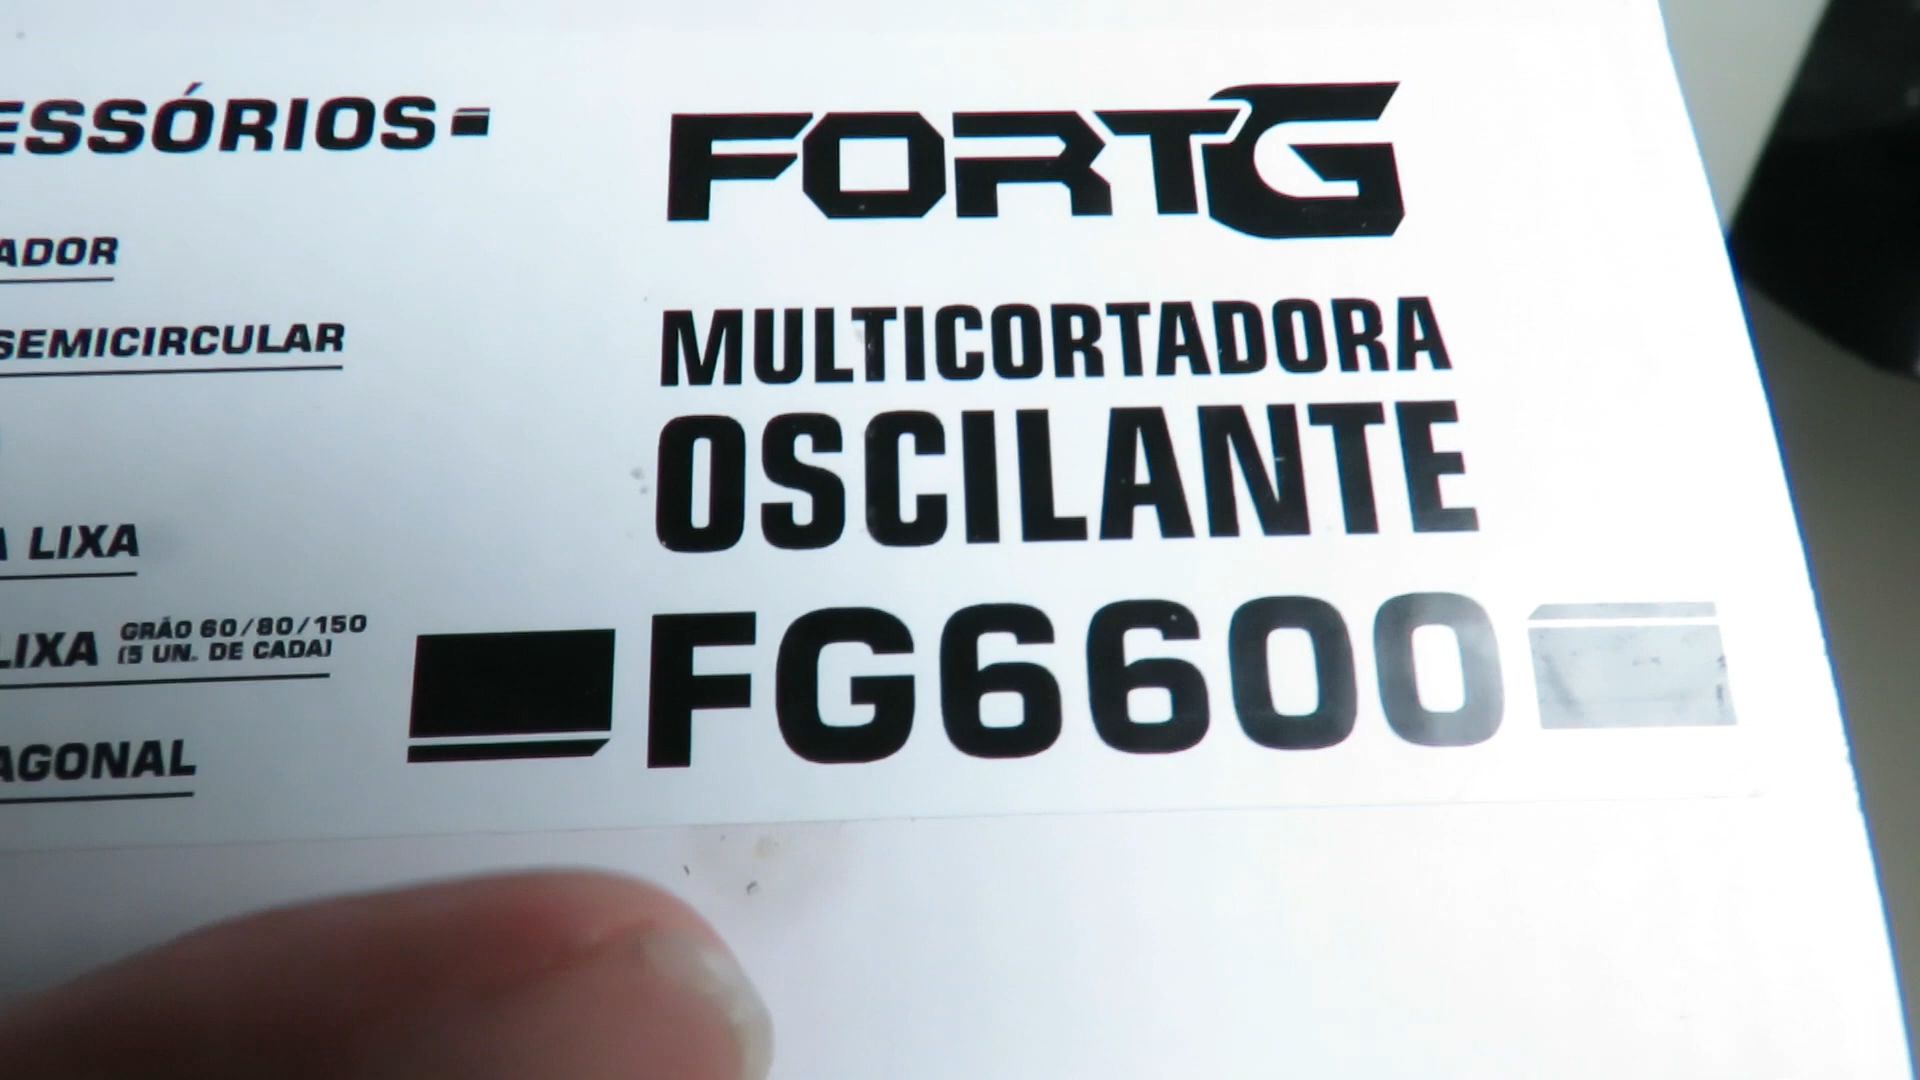 ESSÓRIOS
ADOR
SEMICIRCULAR
LIXA
LIXA GRÃO 60/80/150
(5 UN. DE CADA)
AGONAL
FORTG
MULTICORTADORA
OSCILANTE
FG6600